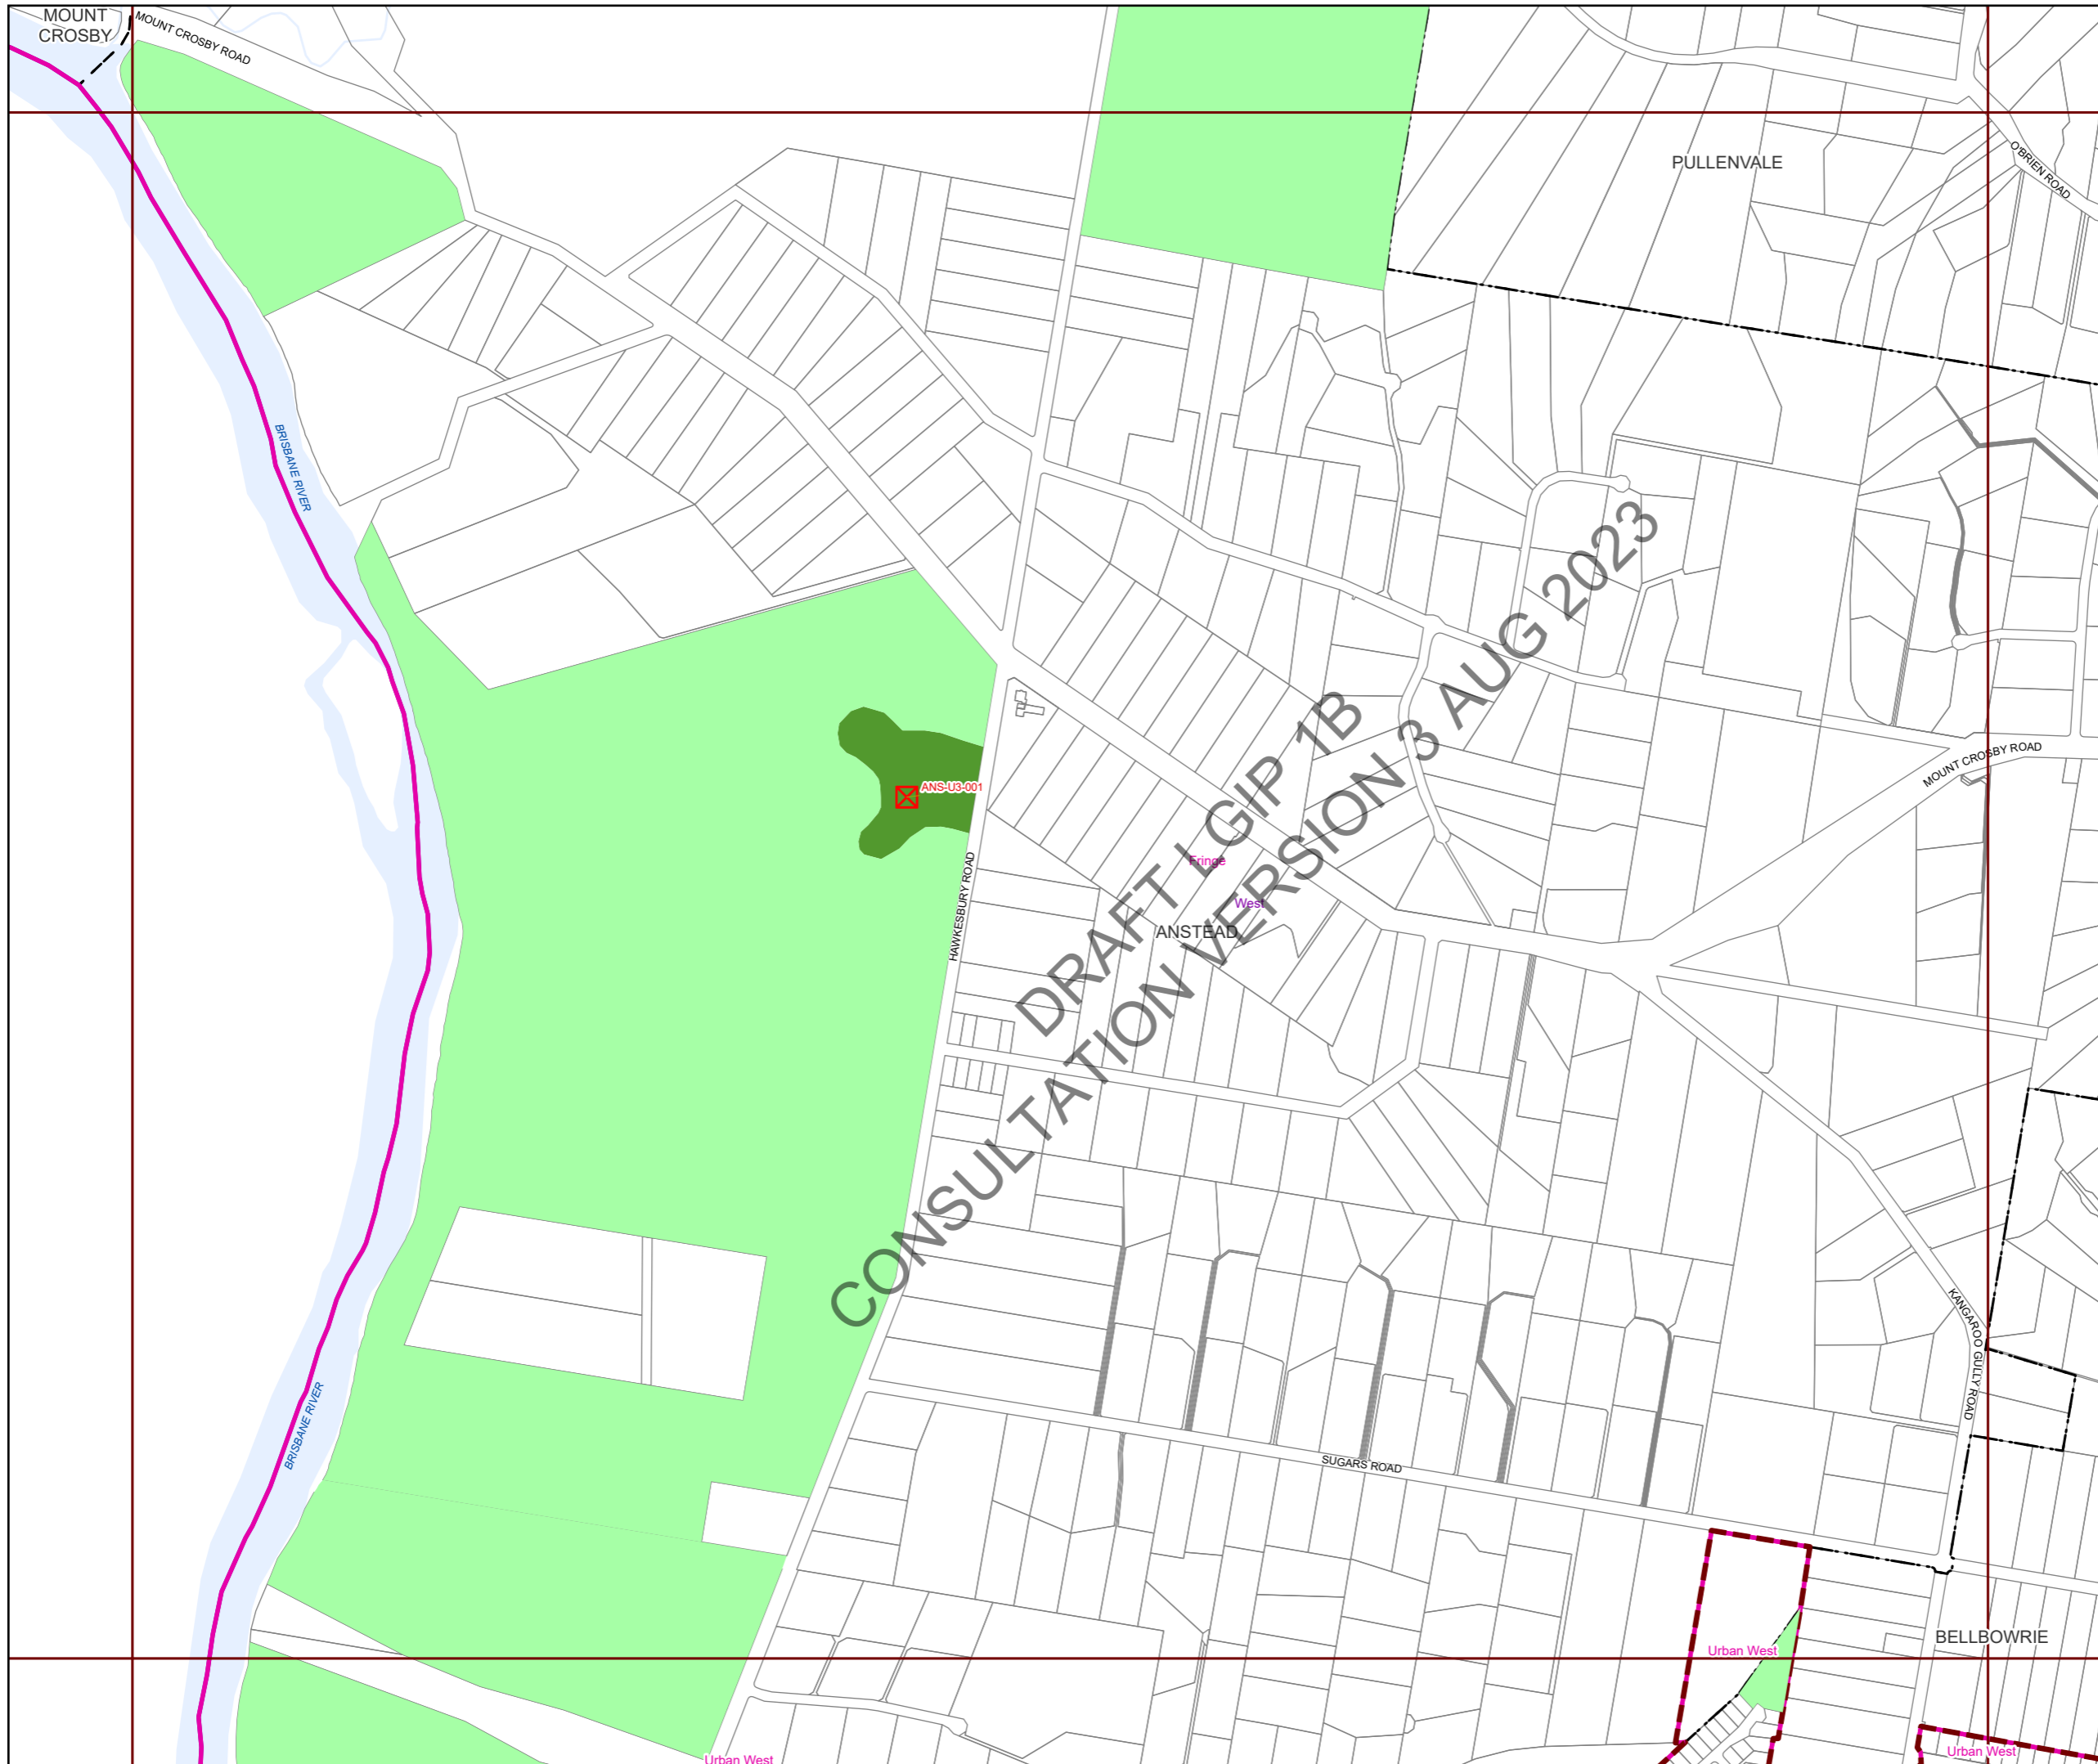 MOUNT
CROSBY
MOUNT CROSBY ROAD
PULLENVALE
O'BRIEN ROAD
BRISBANE RIVER
MOUNT CROSBY ROAD
ANS-U3-001
HAWKESBURY ROAD
Fringe
West
ANSTEAD
DRAFT LGIP 1B
CONSULTATION VERSION 3 AUG 2023
KANGAROO GULLY ROAD
BRISBANE RIVER
SUGARS ROAD
BELLBOWRIE
Urban West
Urban West
Urban West